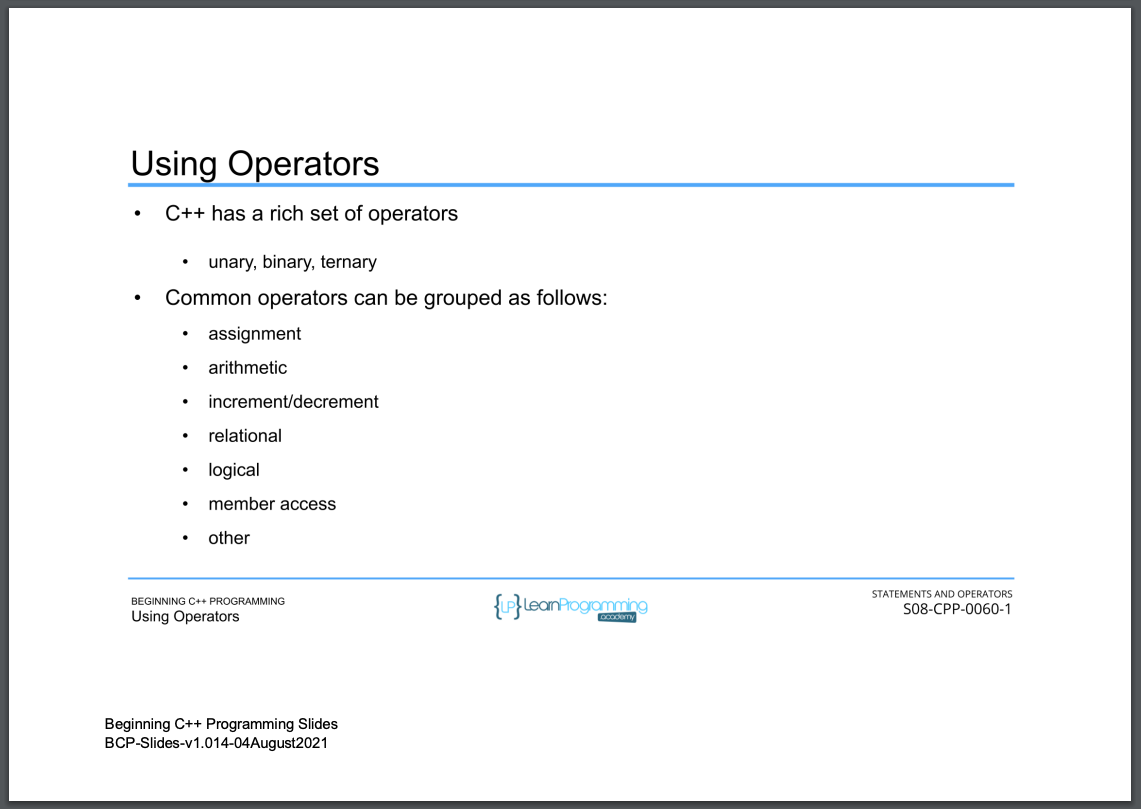 Using Operators
• C++ has a rich set of operators
• unary, binary, ternary
• Common operators can be grouped as follows:
• assignment
• arithmetic
• increment/decrement
• relational
• logical
• member access
• other
BEGINNING C++ PROGRAMMING
Using Operators
{LP} LearnProgramming
academy
STATEMENTS AND OPERATORS
S08-CPP-0060-1
Beginning C++ Programming Slides
BCP-Slides-v1.014-04August2021